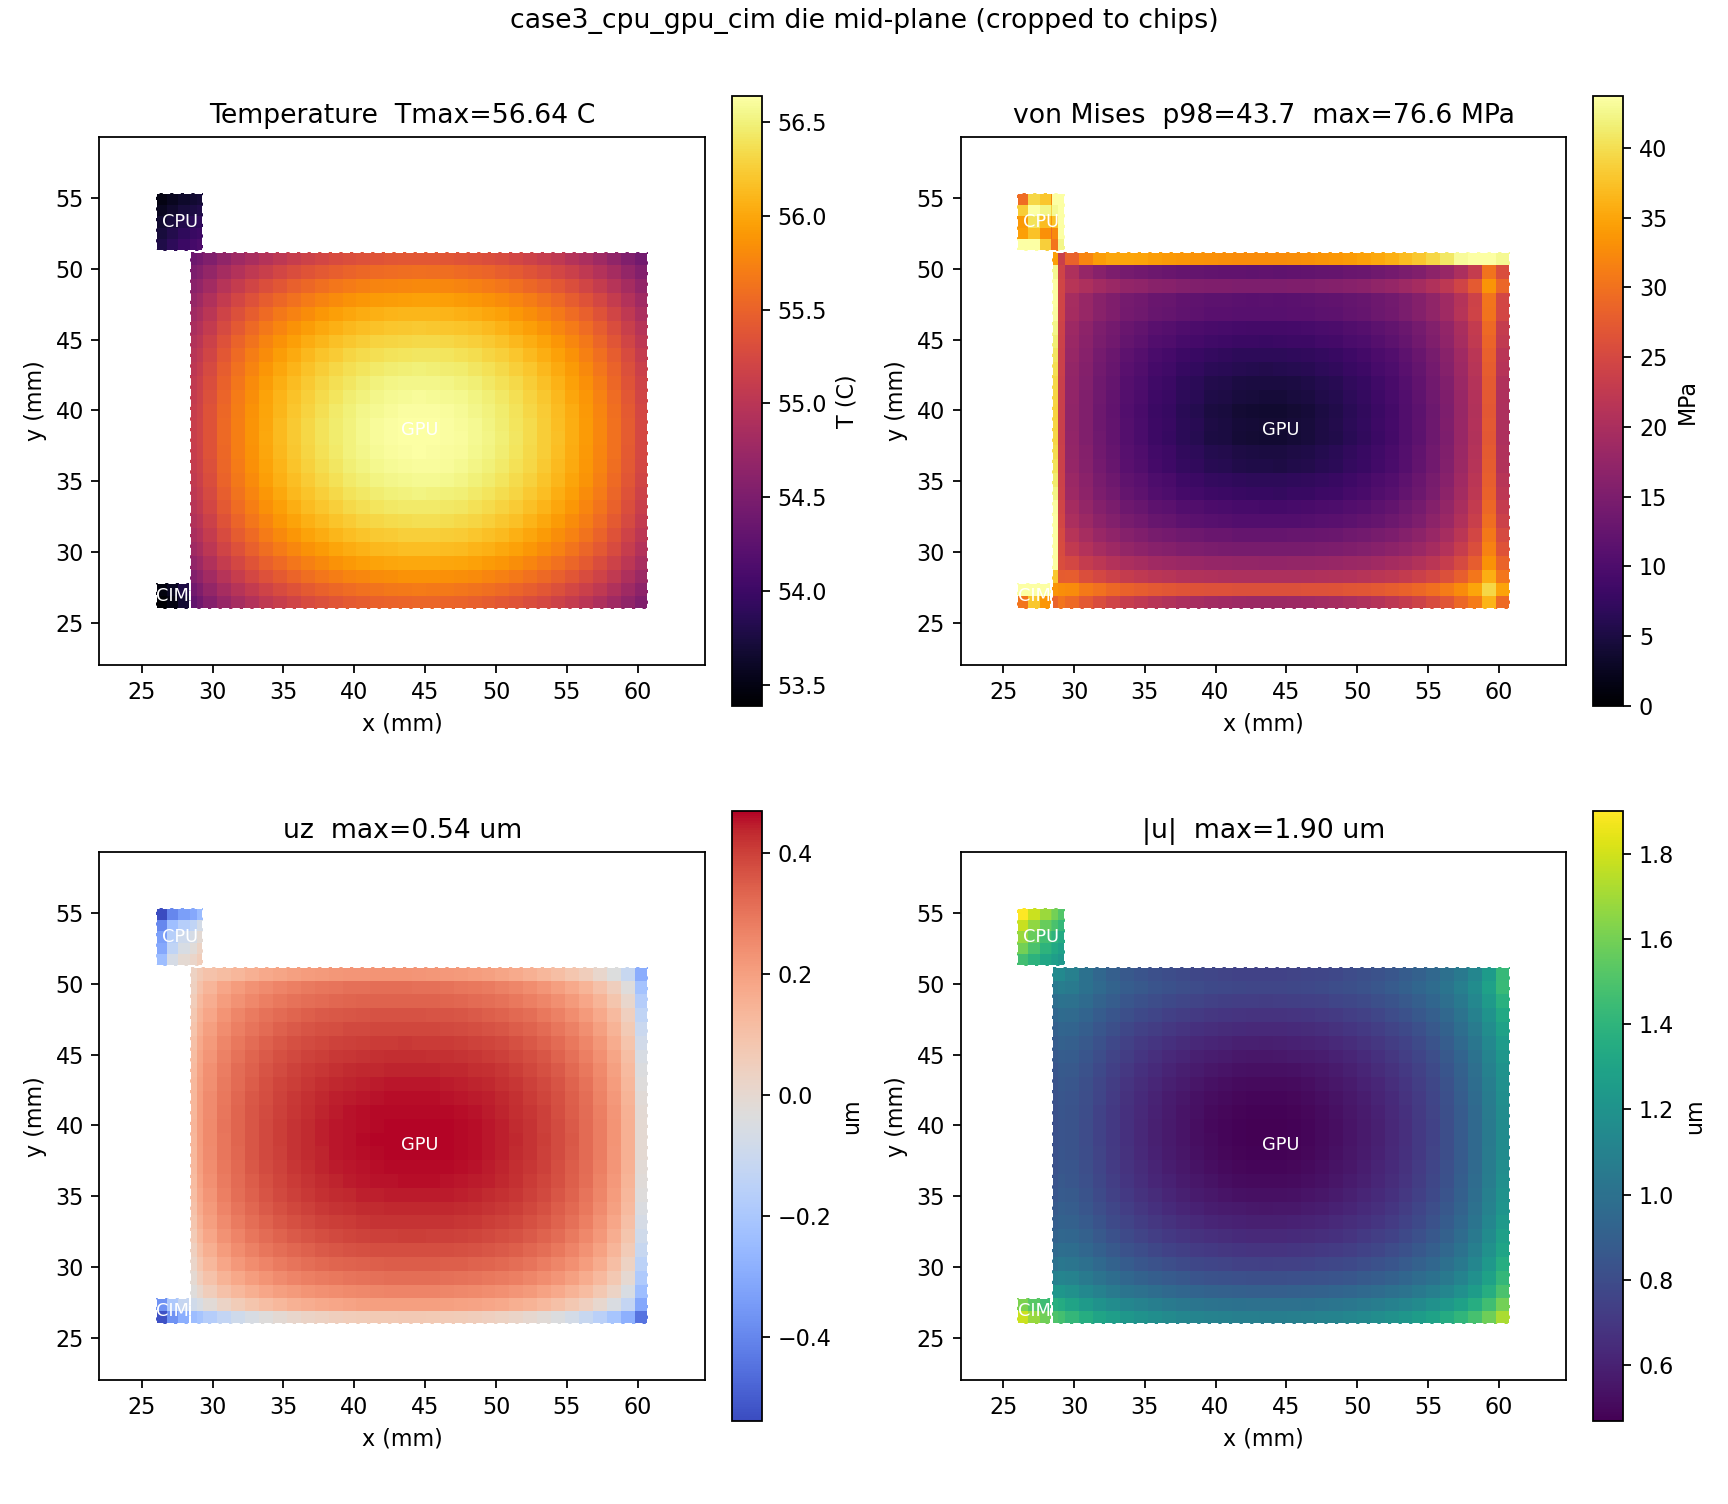 case3_cpu_gpu_cim die mid-plane (cropped to chips)
Temperature  Tmax=56.64 C
CPU
GPU
CIM
y (mm)
55
50
45
40
35
30
25
25 30 35 40 45 50 55 60
x (mm)
56.5
56.0
55.5
55.0
54.5
54.0
53.5
T (C)
von Mises  p98=43.7  max=76.6 MPa
CPU
GPU
CIM
y (mm)
55
50
45
40
35
30
25
25 30 35 40 45 50 55 60
x (mm)
40
35
30
25
20
15
10
5
0
MPa
uz  max=0.54 um
CPU
GPU
CIM
y (mm)
55
50
45
40
35
30
25
25 30 35 40 45 50 55 60
x (mm)
0.4
0.2
0.0
−0.2
−0.4
um
|u|  max=1.90 um
CPU
GPU
CIM
y (mm)
55
50
45
40
35
30
25
25 30 35 40 45 50 55 60
x (mm)
1.8
1.6
1.4
1.2
1.0
0.8
0.6
um